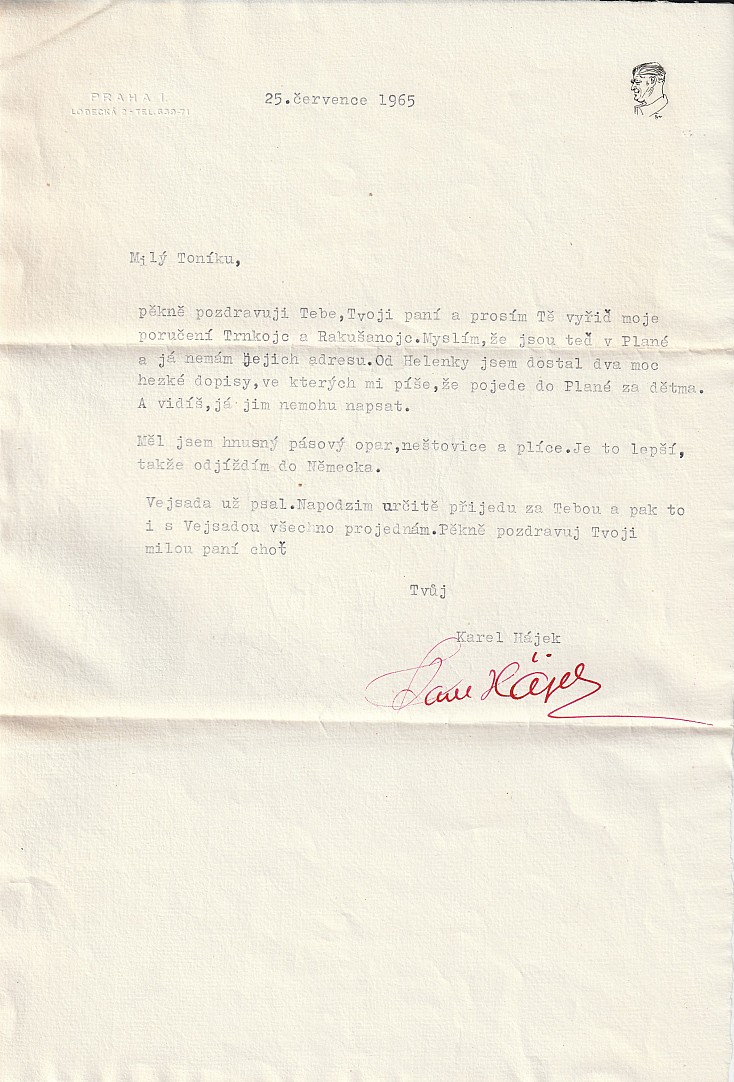 PRAHA I.
LODECKÁ 3-TEL.630-71
25.července 1965
Milý Toníku,
pěkně pozdravuji Tebe,Tvoji paní a prosím Tě vyřiď moje
poručení Trnkojc a Rakušanojc.Myslím,že jsou teď v Plané
a já nemám jejich adresu.Od Helenky jsem dostal dva moc
hezké dopisy,ve kterých mi píše,že pojede do Plané za dětma.
A vidíš,já jim nemohu napsat.
Měl jsem hnusný pásový opar,neštovice a plíce.Je to lepší,
takže odjíždím do Německa.
Vejsada už psal.Napodzim určitě přijedu za Tebou a pak to
i s Vejsadou všechno projednám.Pěkně pozdravuj Tvoji
milou paní choť
Tvůj
Karel Hájek
Karel Hájek